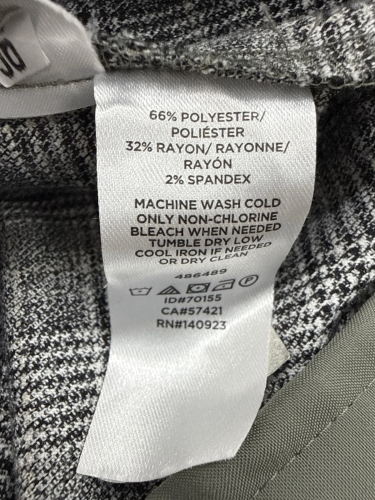 66% POLYESTER/
POLIÉSTER
32% RAYON/ RAYONNE/
RAYÓN
2% SPANDEX
MACHINE WASH COLD
ONLY NON-CHLORINE
BLEACH WHEN NEEDED
TUMBLE DRY LOW
COOL IRON IF NEEDED
OR DRY CLEAN
486489
ID#70155
CA#57421
RN#140923